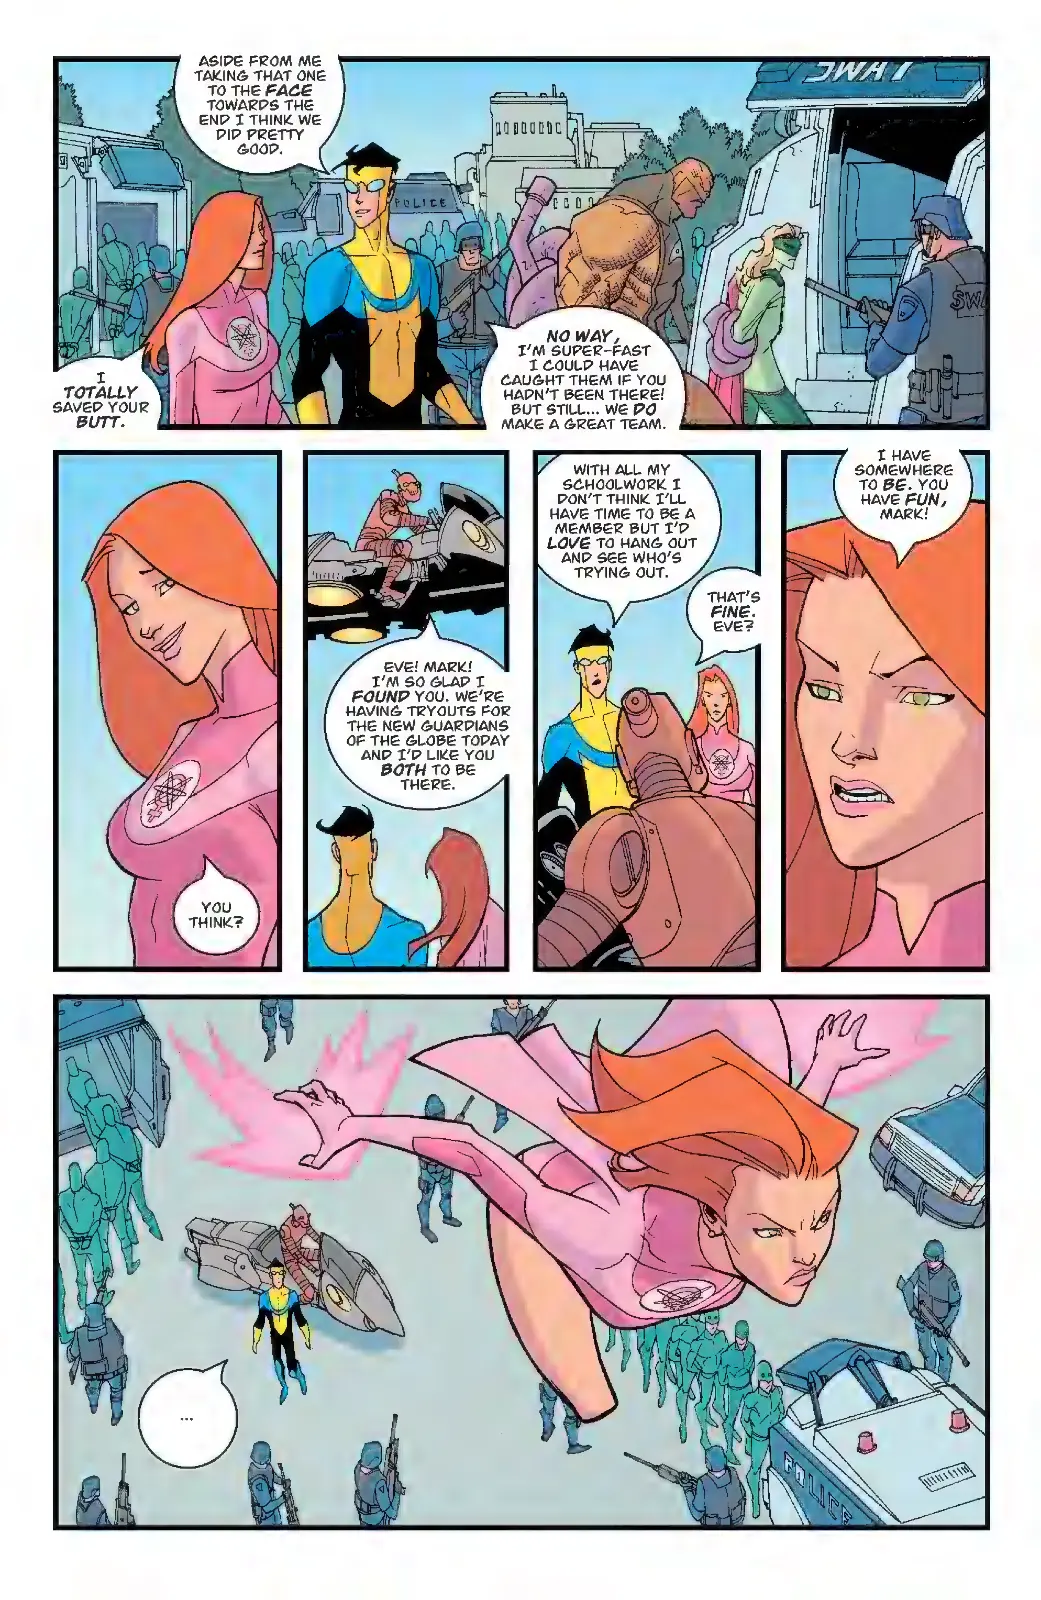 ASIDE FROM ME
TAKING THAT ONE
TO THE FACE
TOWARDS THE
END I THINK WE
DID PRETTY
GOOD.
SWAT
POLICE
SWA
I
TOTALLY
SAVED YOUR
BUTT.
NO WAY,
I'M SUPER-FAST
I COULD HAVE
CAUGHT THEM IF YOU
HADN'T BEEN THERE!
BUT STILL... WE DO
MAKE A GREAT TEAM.
YOU
THINK?
EVE! MARK!
I'M SO GLAD I
FOUND YOU. WE'RE
HAVING TRYOUTS FOR
THE NEW GUARDIANS
OF THE GLOBE TODAY
AND I'D LIKE YOU
BOTH TO BE
THERE.
WITH ALL MY
SCHOOLWORK I
DON'T THINK I'LL
HAVE TIME TO BE A
MEMBER BUT I'D
LOVE TO HANG OUT
AND SEE WHO'S
TRYING OUT.
THAT'S
FINE.
EVE?
I HAVE
SOMEWHERE
TO BE. YOU
HAVE FUN,
MARK!
...
POLICE